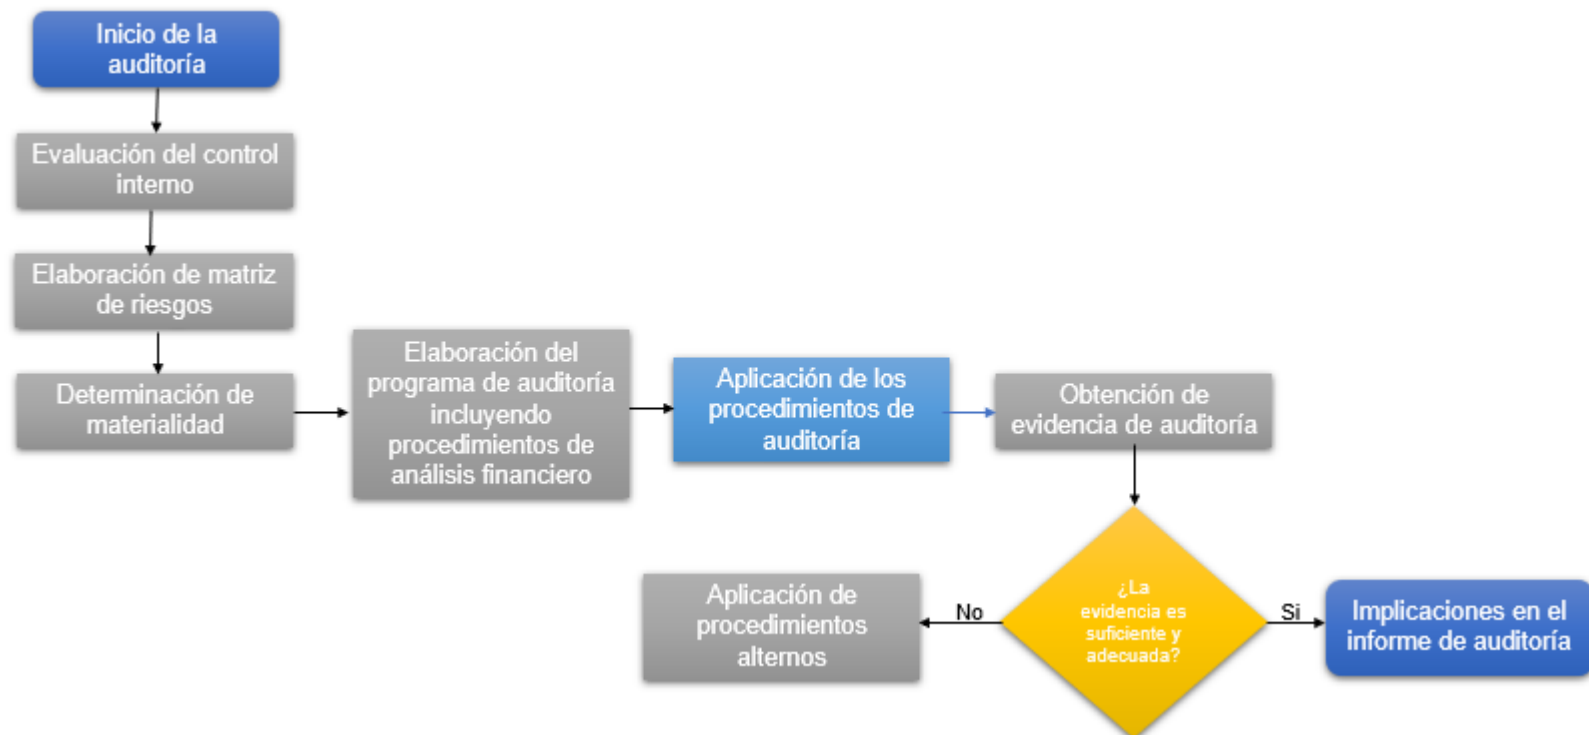 Inicio de la
auditoría
Evaluación del control
interno
Elaboración de matriz
de riesgos
Determinación de
materialidad
Elaboración del
programa de auditoría
incluyendo
procedimientos de
análisis financiero
Aplicación de los
procedimientos de
auditoría
Obtención de
evidencia de auditoría
¿La
evidencia es
suficiente y
adecuada?
No
Aplicación de
procedimientos
alternos
Si
Implicaciones en el
informe de auditoría